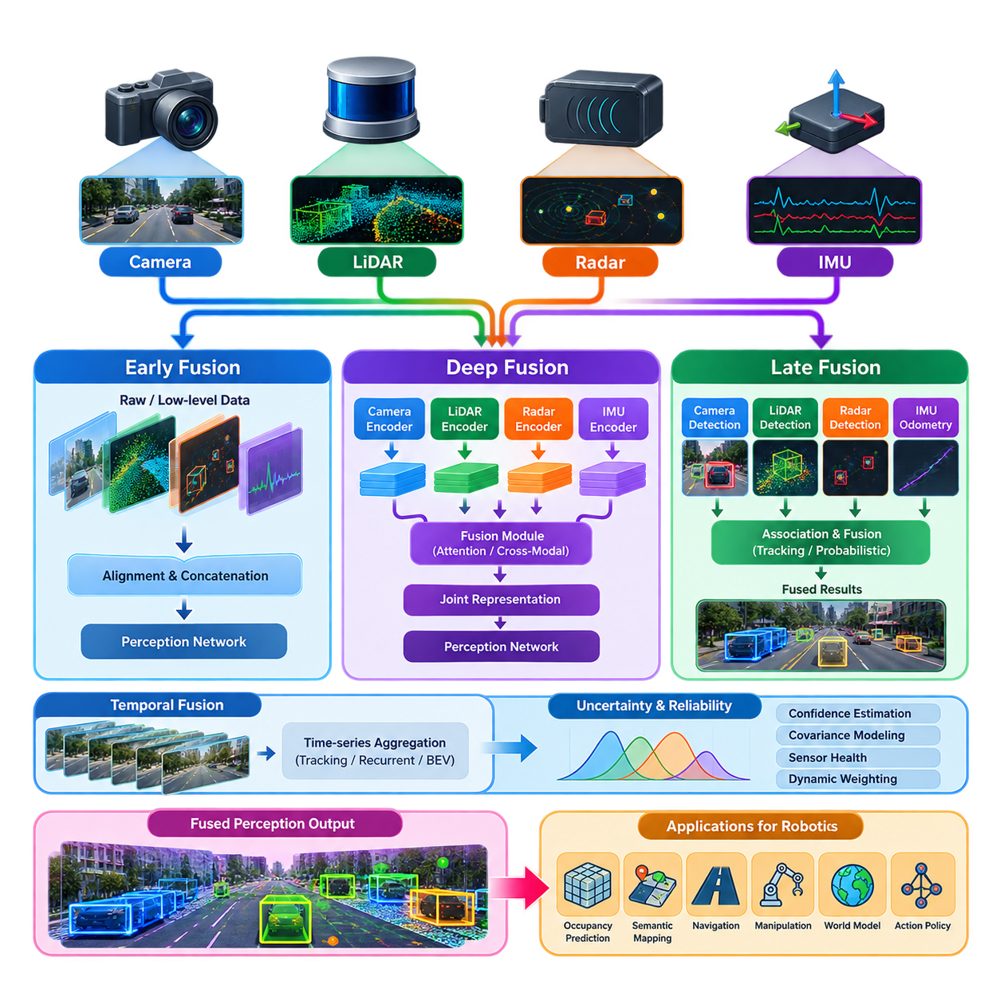 Camera
LiDAR
Radar
IMU
Early Fusion
Raw / Low-level Data
Alignment & Concatenation
Perception Network
Deep Fusion
Camera
Encoder
LiDAR
Encoder
Radar
Encoder
IMU
Encoder
Fusion Module
(Attention / Cross-Modal)
Joint Representation
Perception Network
Late Fusion
Camera
Detection
LiDAR
Detection
Radar
Detection
IMU
Odometry
Association & Fusion
(Tracking / Probabilistic)
Fused Results
Temporal Fusion
Time-series Aggregation
(Tracking / Recurrent / BEV)
Uncertainty & Reliability
Confidence Estimation
Covariance Modeling
Sensor Health
Dynamic Weighting
Fused Perception Output
Applications for Robotics
Occupancy
Prediction
Semantic
Mapping
Navigation
Manipulation
World Model
Action Policy